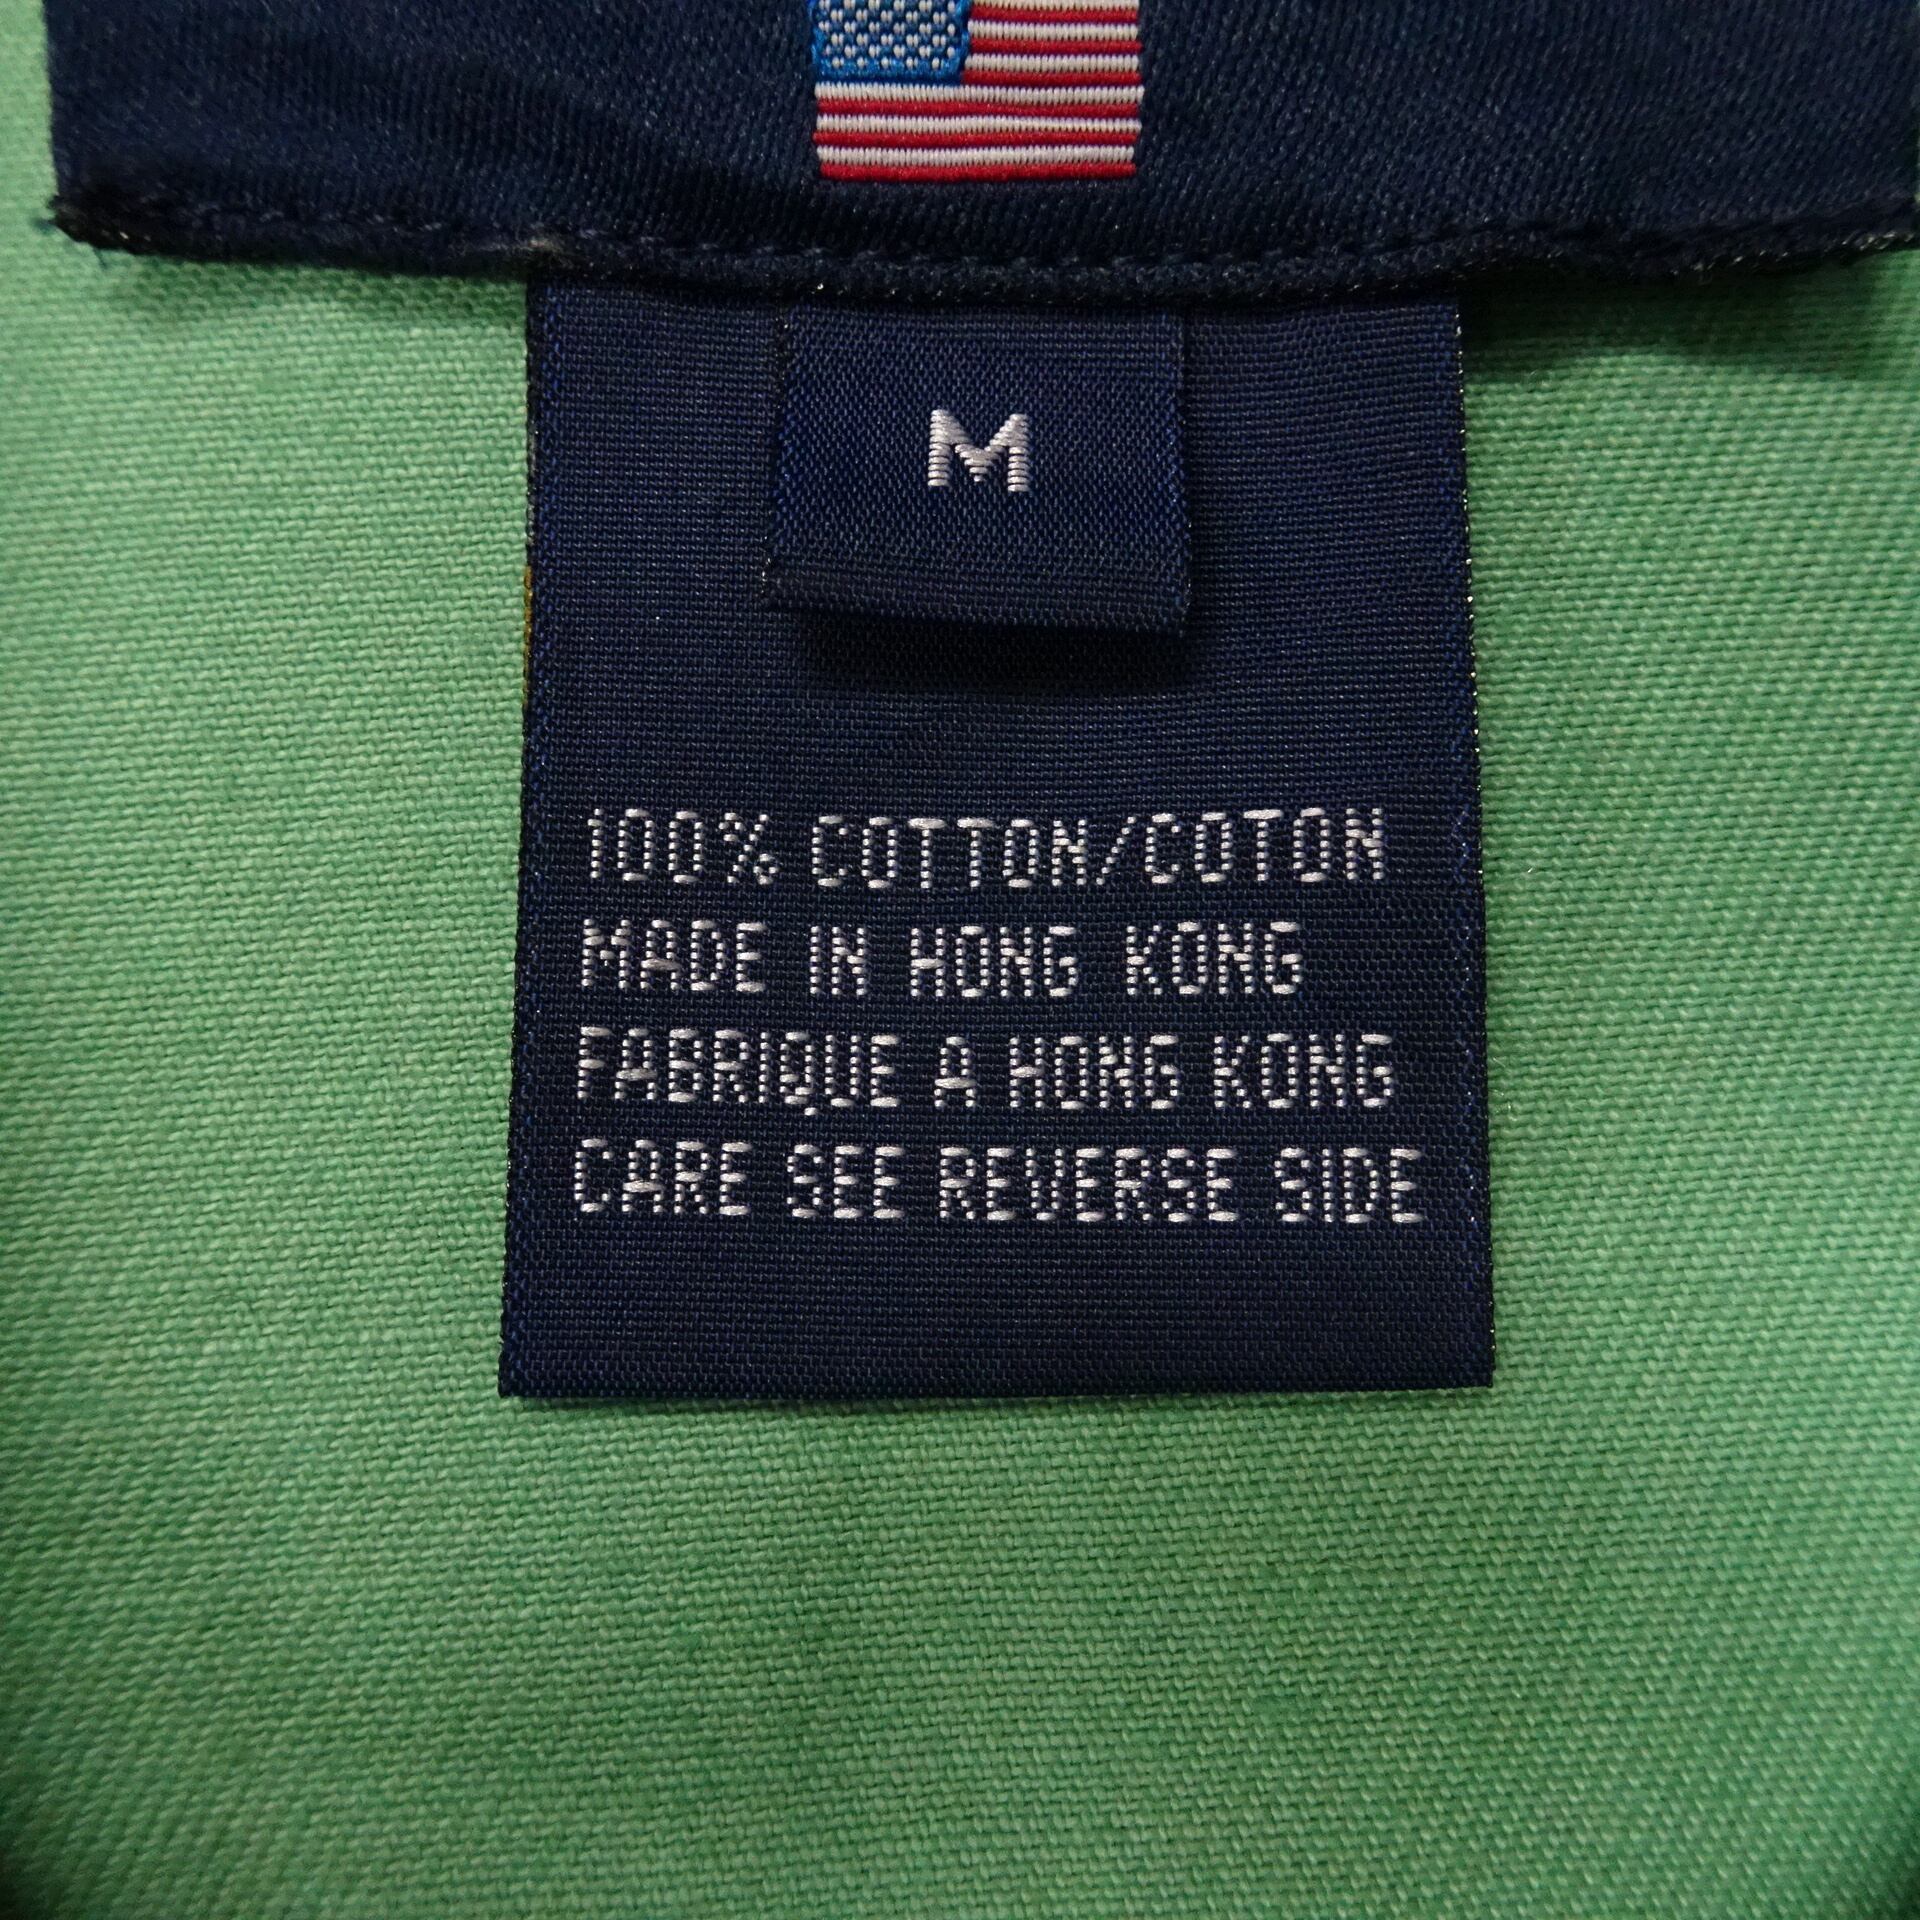 M
100% COTTON/COTON
MADE IN HONG KONG
FABRIQUE A HONG KONG
CARE SEE REVERSE SIDE